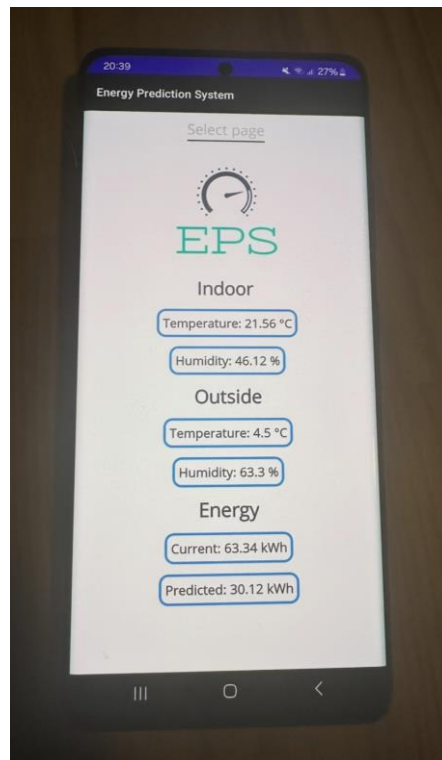 20:39
27%
Energy Prediction System
Select page
EPS
Indoor
Temperature: 21.56 °C
Humidity: 46.12 %
Outside
Temperature: 4.5 °C
Humidity: 63.3 %
Energy
Current: 63.34 kWh
Predicted: 30.12 kWh